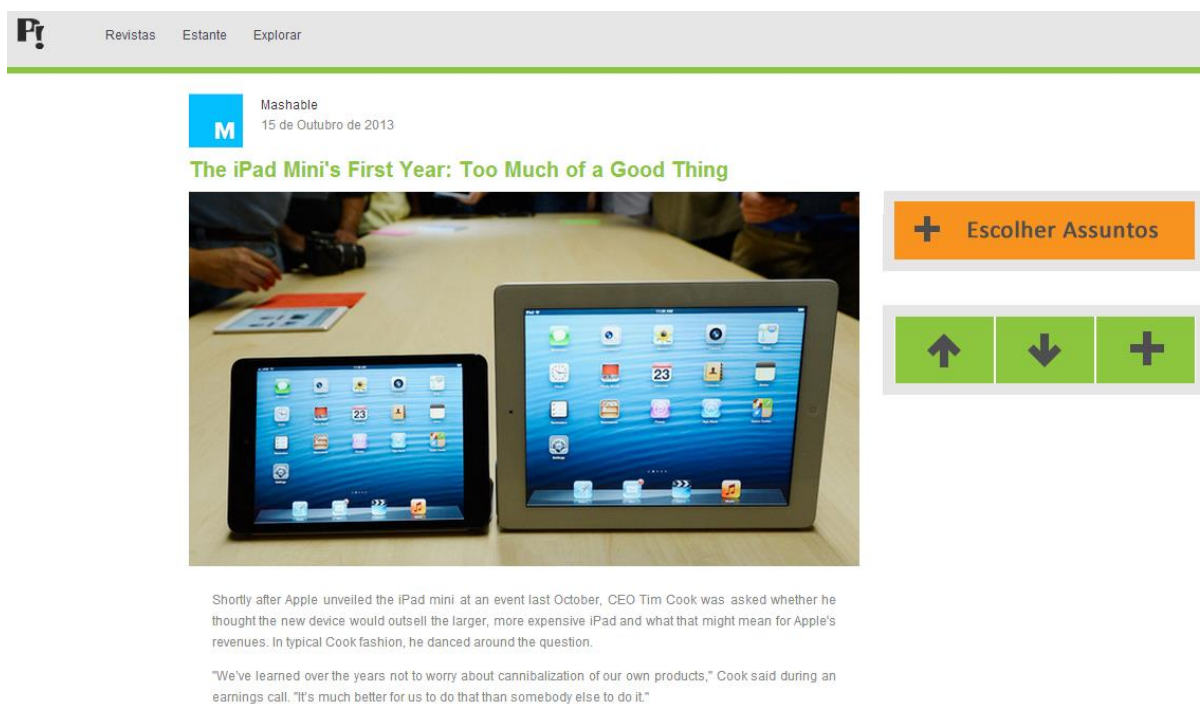 P!
Revistas Estante Explorar
M
Mashable
15 de Outubro de 2013
The iPad Mini's First Year: Too Much of a Good Thing
Escolher Assuntos
23
23
Shortly after Apple unveiled the iPad mini at an event last October, CEO Tim Cook was asked whether he
thought the new device would outsell the larger, more expensive iPad and what that might mean for Apple's
revenues. In typical Cook fashion, he danced around the question.
"We've learned over the years not to worry about cannibalization of our own products," Cook said during an
earnings call. "It's much better for us to do that than somebody else to do it."